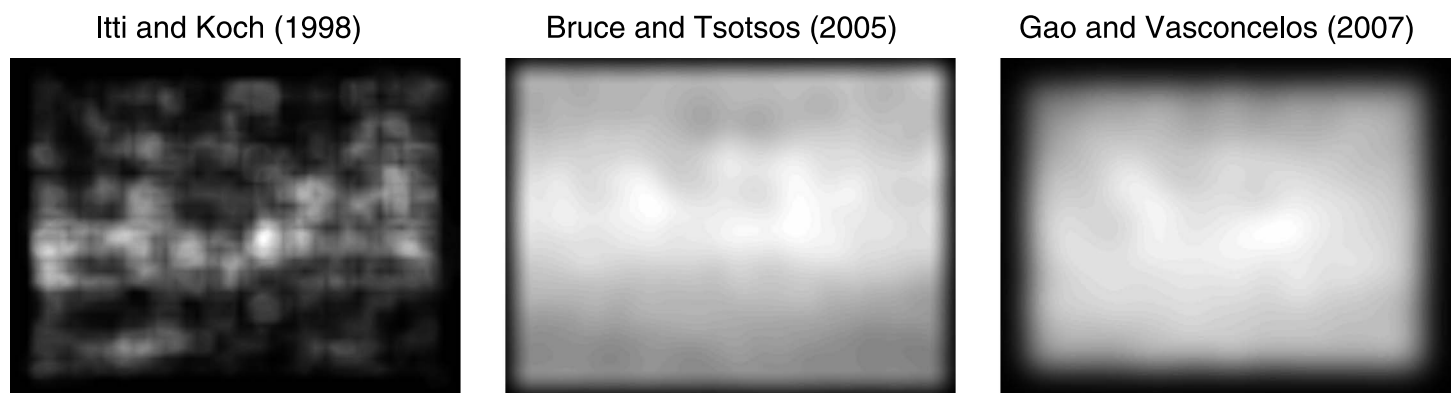 Itti and Koch (1998)
Bruce and Tsotsos (2005)
Gao and Vasconcelos (2007)